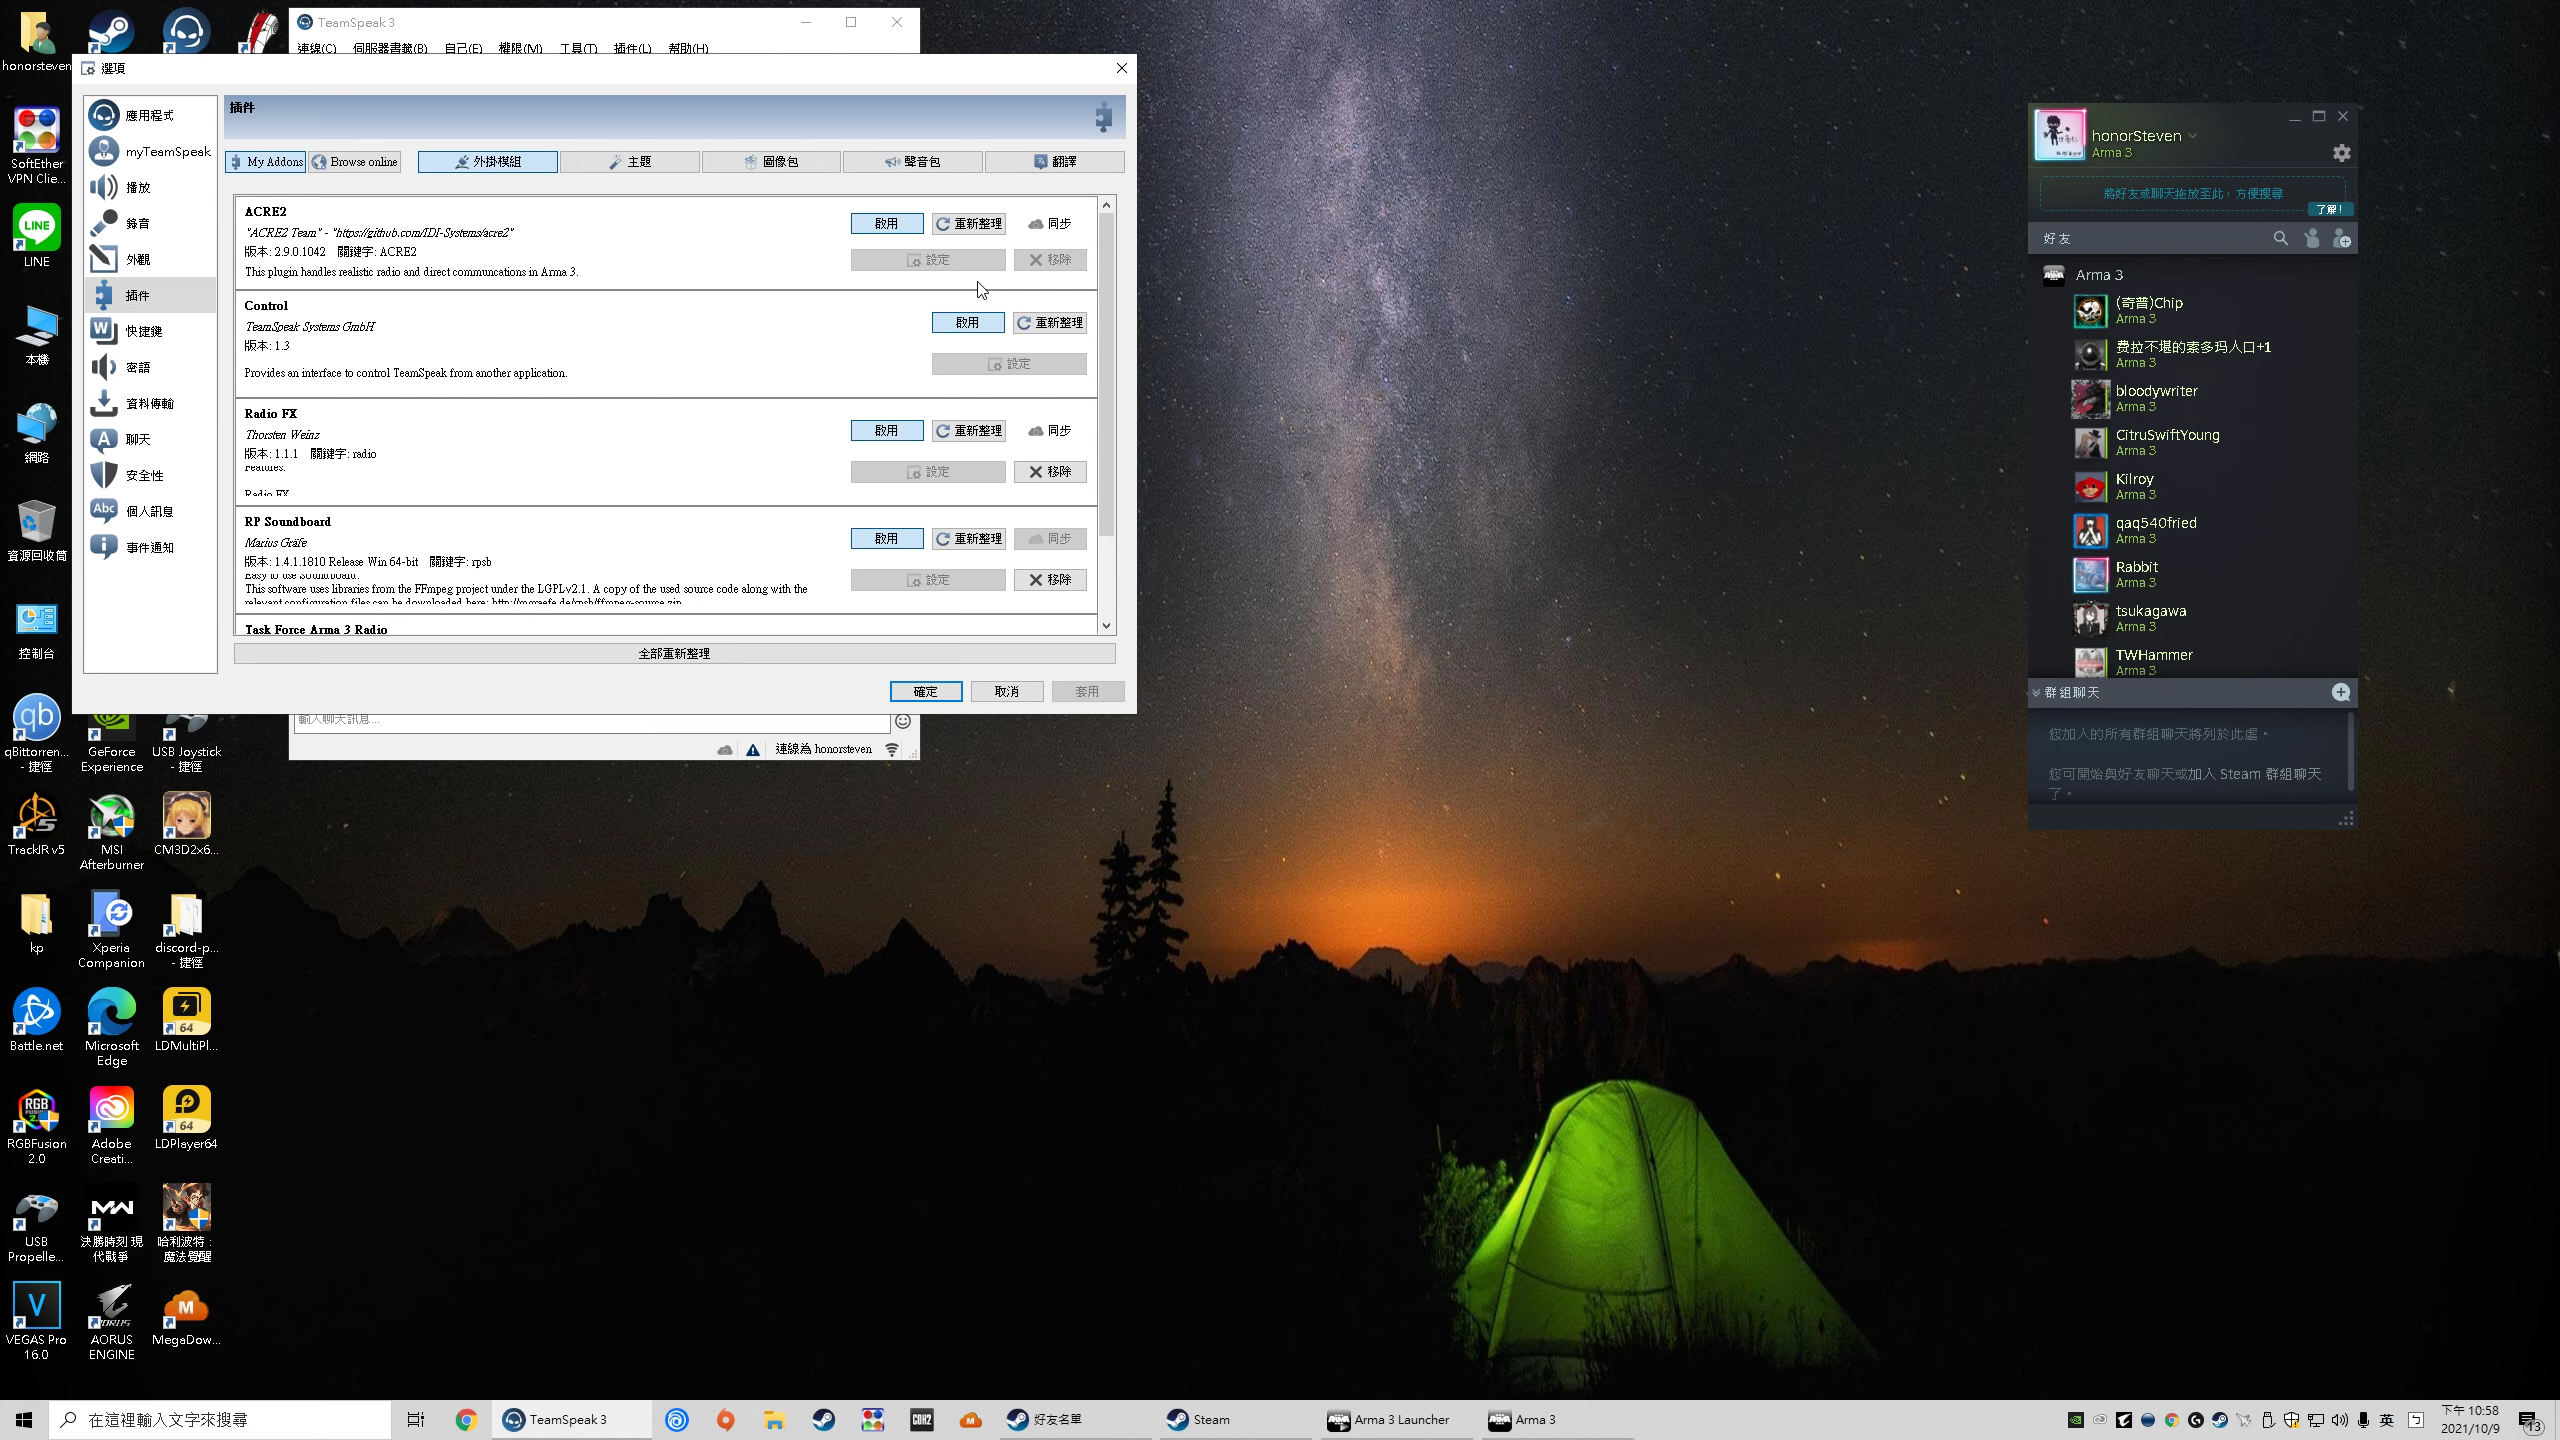 TeamSpeak 3
連線(C) 伺服器書籤(B) 自己(E) 權限(M) 工具(T) 插件(L) 幫助(H)
選項
應用程式
myTeamSpeak
播放
錄音
外觀
插件
快捷鍵
密語
資料傳輸
聊天
安全性
個人訊息
事件通知
插件
My Addons
Browse online
外掛模組
主題
圖像包
聲音包
翻譯
ACRE2
"ACRE2 Team" - "https://github.com/IDI-Systems/acre2"
版本: 2.9.0.1042 關鍵字: ACRE2
This plugin handles realistic radio and direct communcations in Arma 3.
啟用
重新整理
同步
設定
移除
Control
TeamSpeak Systems GmbH
版本: 1.3
Provides an interface to control TeamSpeak from another application.
啟用
重新整理
設定
Radio FX
Thorsten Weinz
版本: 1.1.1 關鍵字: radio
Features:
Radio FX
啟用
重新整理
同步
設定
移除
RP Soundboard
Marius Gräfe
版本: 1.4.1.1810 Release Win 64-bit 關鍵字: rpsb
Easy to use Soundboard.
This software uses libraries from the FFmpeg project under the LGPLv2.1. A copy of the used source code along with the
relevant configuration files can be downloaded here: http://mgraefe.de/rpsb/ffmpeg-source.zip
啟用
重新整理
同步
設定
移除
Task Force Arma 3 Radio
全部重新整理
確定
取消
套用
輸入聊天訊息...
連線為 honorsteven
honorsteven
SoftEther
VPN Clie...
LINE
本機
網路
資源回收筒
控制台
qBittorren...
- 捷徑
GeForce
Experience
USB Joystick
- 捷徑
TrackIR v5
MSI
Afterburner
CM3D2x6...
kp
Xperia
Companion
discord-p...
- 捷徑
Battle.net
Microsoft
Edge
LDMultiPl...
RGBFusion
2.0
Adobe
Creati...
LDPlayer64
USB
Propelle...
決勝時刻 現
代戰爭
哈利波特：
魔法覺醒
VEGAS Pro
16.0
AORUS
ENGINE
MegaDow...
honorSteven
Arma 3
將好友或聊天拖放至此，方便搜尋
了解！
好友
Arma 3
(奇普)Chip
Arma 3
费拉不堪的索多玛人口+1
Arma 3
bloodywriter
Arma 3
CitruSwiftYoung
Arma 3
Kilroy
Arma 3
qaq540fried
Arma 3
Rabbit
Arma 3
tsukagawa
Arma 3
TWHammer
Arma 3
群組聊天
您加入的所有群組聊天將列於此處。
您可開始與好友聊天或加入 Steam 群組聊天
了。
在這裡輸入文字來搜尋
TeamSpeak 3
好友名單
Steam
Arma 3 Launcher
Arma 3
英
下午 10:58
2021/10/9
13